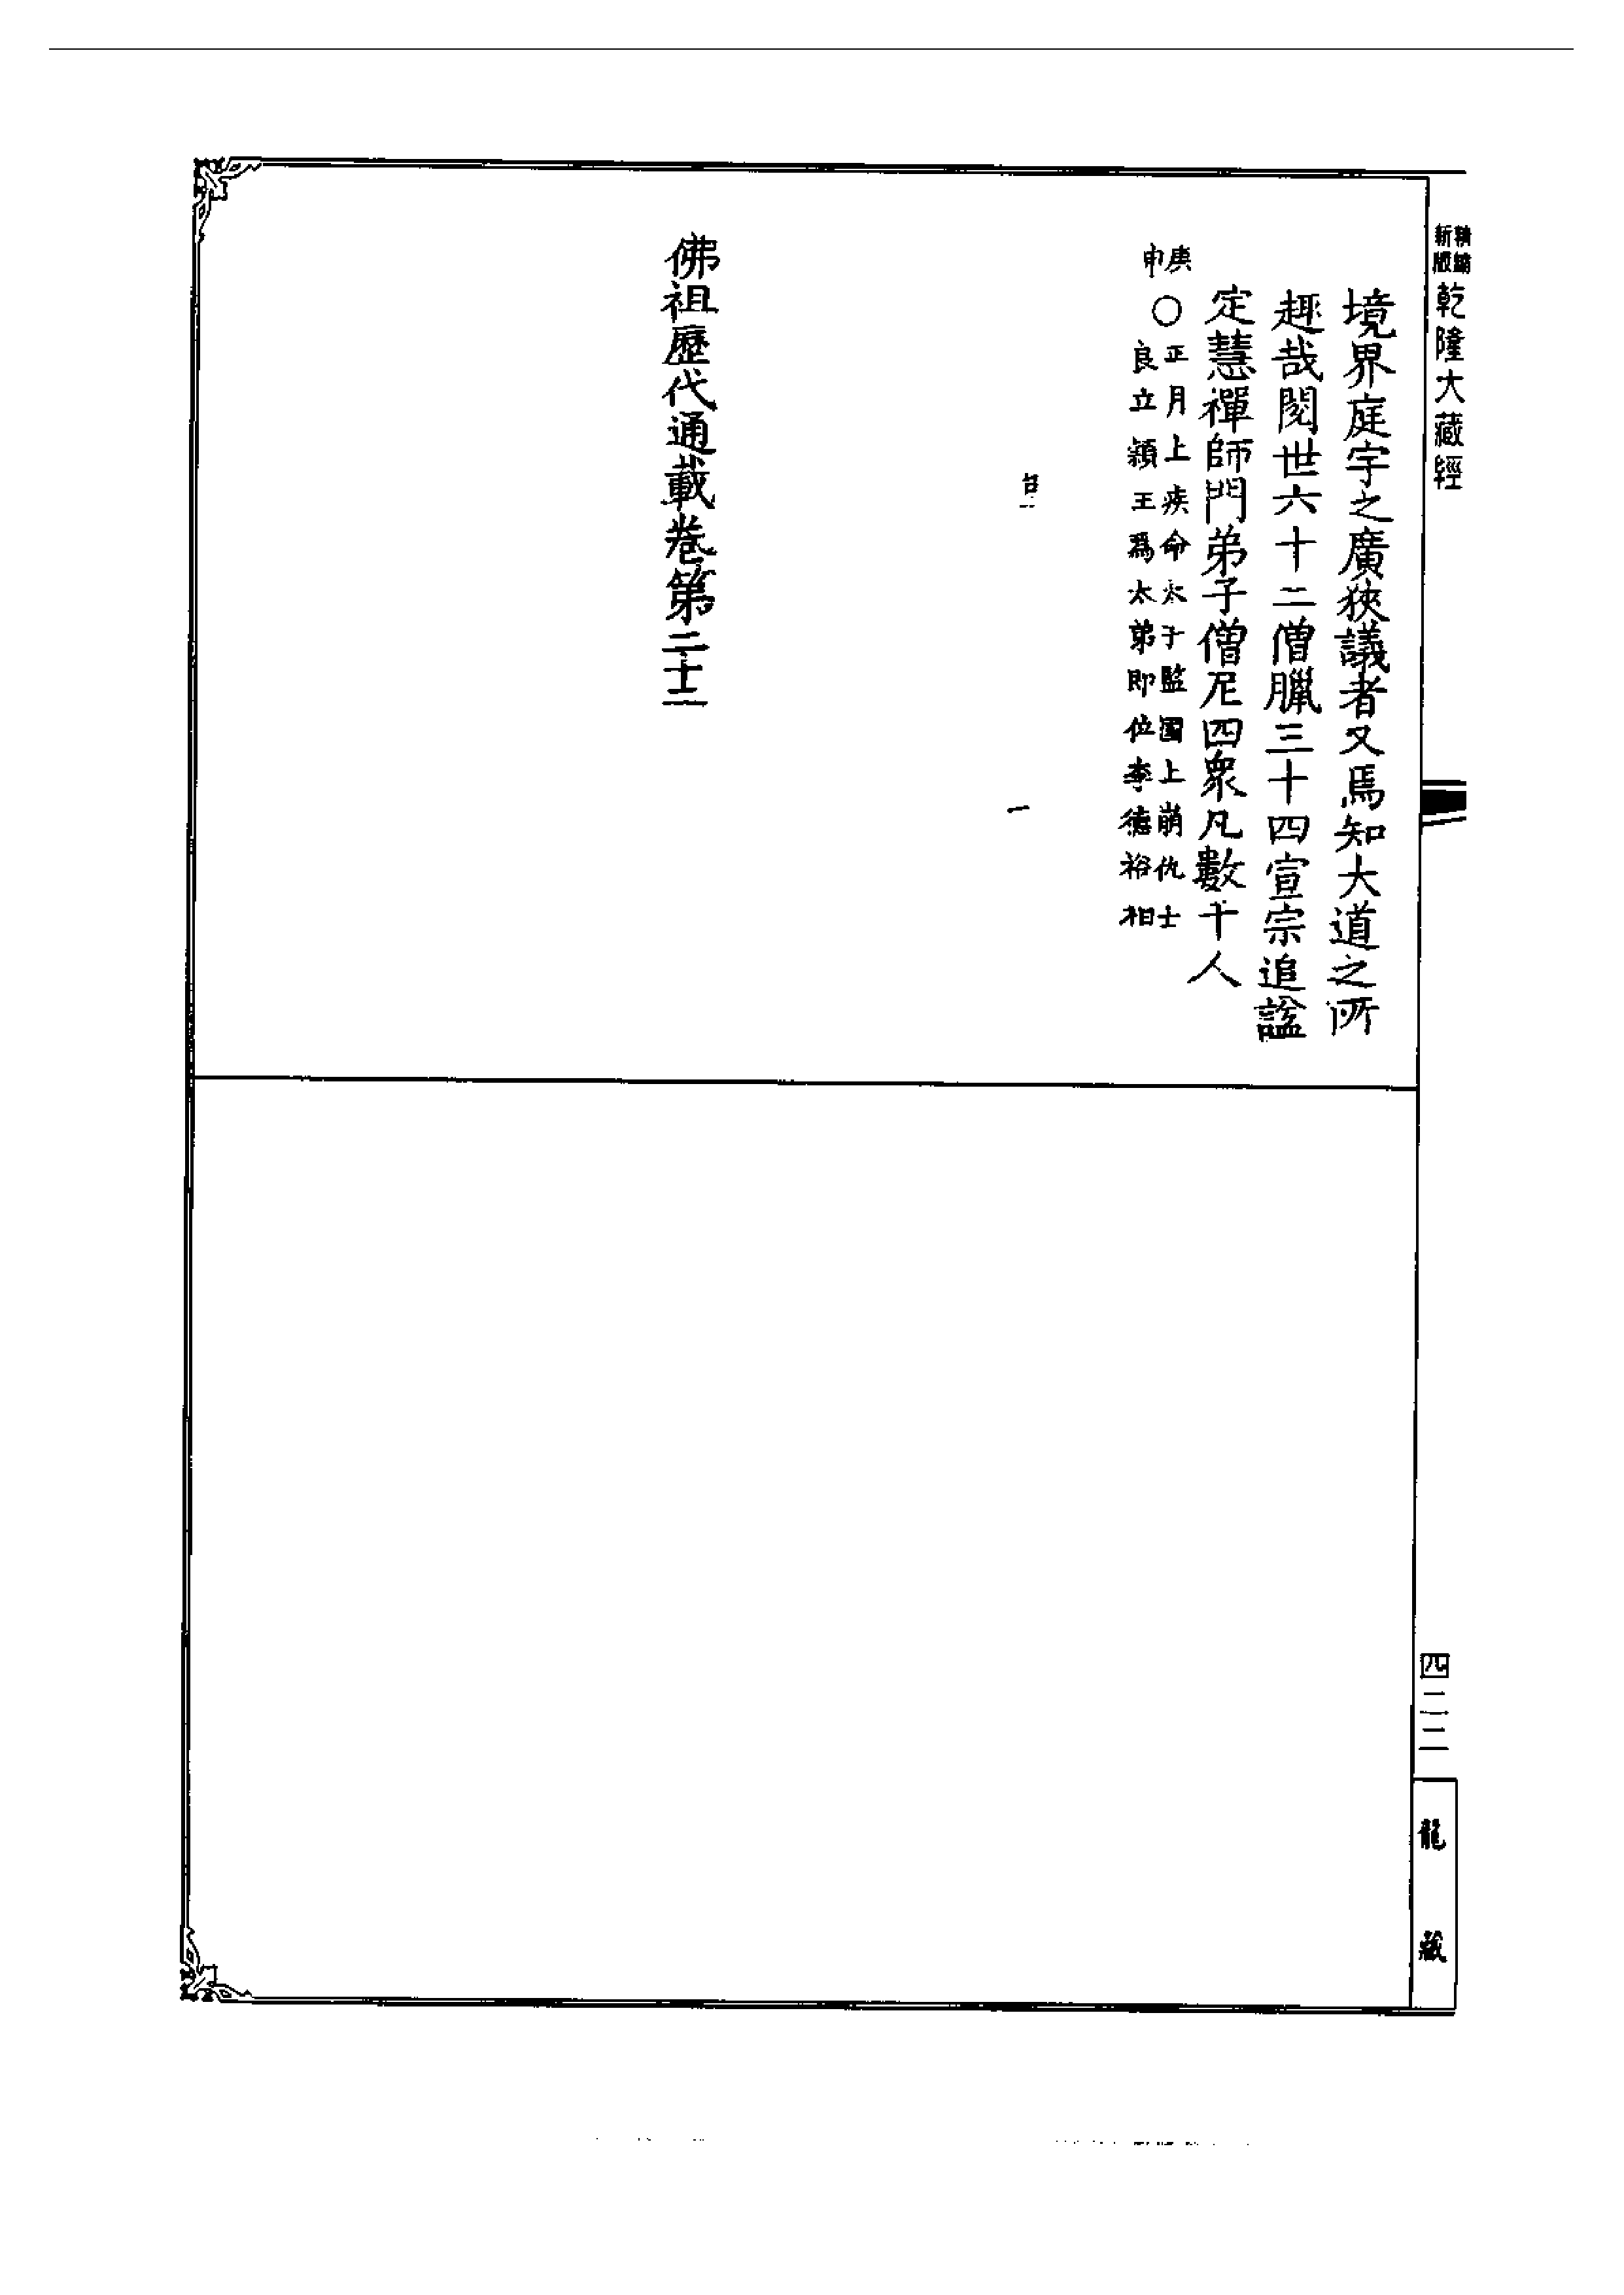 精縮新版乾隆大藏經
境界庭宇之廣狹議者又焉知大道之所
趣哉閱世六十二僧臘三十四宣宗追諡
定慧禪師門弟子僧尼四衆凡數千人
庚申
○正月上疾命太子監國上崩仇士
良立潁王爲太弟即位李德裕相
佛祖歷代通載卷第二十二
四二二
龍藏